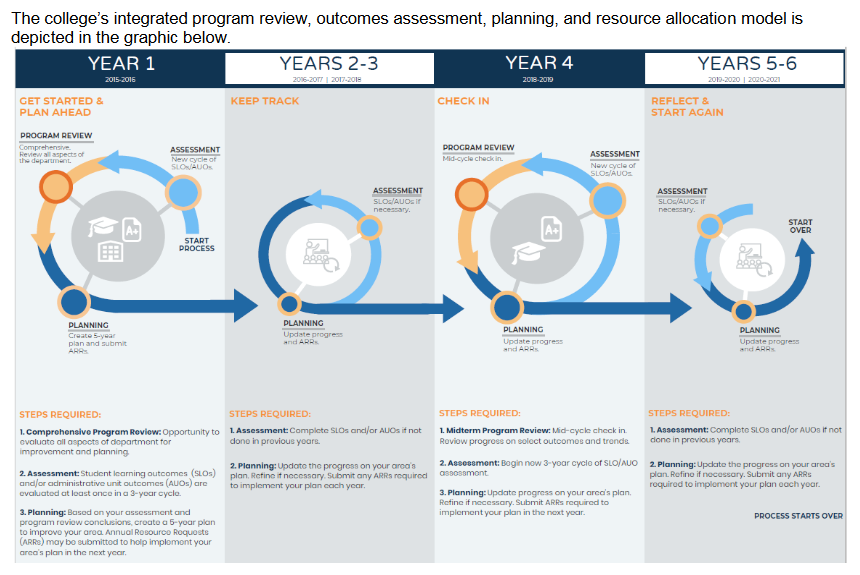 The college's integrated program review, outcomes assessment, planning, and resource allocation model is
depicted in the graphic below.
YEAR 1
2015-2016
YEARS 2-3
2016-2017 | 2017-2018
YEAR 4
2018-2019
YEARS 5-6
2019-2020 | 2020-2021
GET STARTED &
PLAN AHEAD
PROGRAM REVIEW
Comprehensive.
Review all aspects of
the department.
ASSESSMENT
New cycle of
SLOs/AUOs.
A+
START
PROCESS
PLANNING
Create 5-year
plan and submit
ARRs.
STEPS REQUIRED:
1. Comprehensive Program Review: Opportunity to
evaluate all aspects of department for
improvement and planning.
2. Assessment: Student learning outcomes (SLOs)
and/or administrative unit outcomes (AUOs) are
evaluated at least once in a 3-year cycle.
3. Planning: Based on your assessment and
program review conclusions, create a 5-year plan
to improve your area. Annual Resource Requests
(ARRs) may be submitted to help implement your
area's plan in the next year.
KEEP TRACK
ASSESSMENT
SLOs/AUOs if
necessary.
PLANNING
Update progress
and ARRs.
STEPS REQUIRED:
1. Assessment: Complete SLOs and/or AUOs if not
done in previous years.
2. Planning: Update the progress on your area's
plan. Refine if necessary. Submit any ARRs required
to implement your plan each year.
CHECK IN
PROGRAM REVIEW
Mid-cycle check in.
ASSESSMENT
New cycle of
SLOs/AUOs.
A+
PLANNING
Update progress
and ARRs.
STEPS REQUIRED:
1. Midterm Program Review: Mid-cycle check in.
Review progress on select outcomes and trends.
2. Assessment: Begin new 3-year cycle of SLO/AUO
assessment.
3. Planning: Update progress on your area's plan.
Refine if necessary. Submit ARRs required to
implement your plan in the next year.
REFLECT &
START AGAIN
ASSESSMENT
SLOs/AUOs if
necessary.
START
OVER
PLANNING
Update progress
and ARRs.
STEPS REQUIRED:
1. Assessment: Complete SLOs and/or AUOs if not
done in previous years.
2. Planning: Update the progress on your area's
plan. Refine if necessary. Submit any ARRs
required to implement your plan each year.
PROCESS STARTS OVER